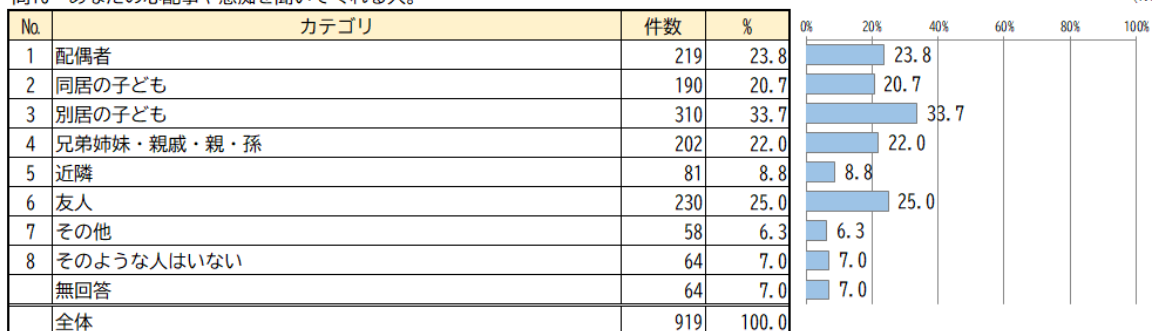 No. カテゴリ 件数 % 0% 20% 40% 60% 80% 100%
1 配偶者 219 23.8 23.8
2 同居の子ども 190 20.7 20.7
3 別居の子ども 310 33.7 33.7
4 兄弟姉妹・親戚・親・孫 202 22.0 22.0
5 近隣 81 8.8 8.8
6 友人 230 25.0 25.0
7 その他 58 6.3 6.3
8 そのような人はいない 64 7.0 7.0
無回答 64 7.0 7.0
全体 919 100.0